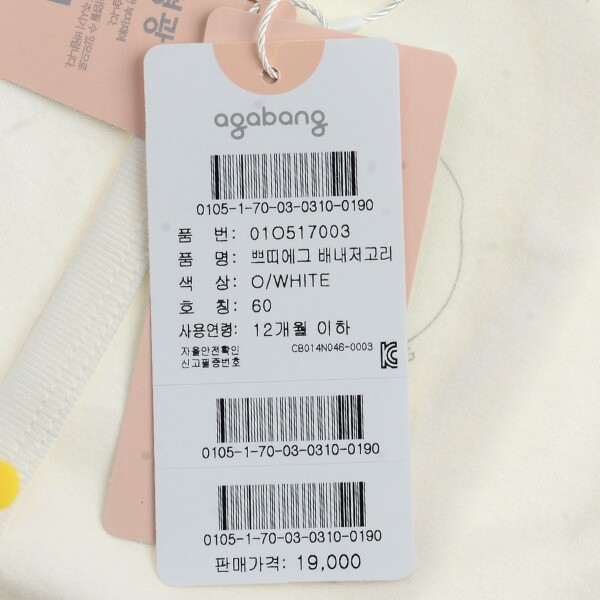 agabang
0105-1-70-03-0310-0190
품 번: 01O517003
품 명: 쁘띠에그 배내저고리
색 상: O/WHITE
호 칭: 60
사용연령: 12개월 이하
자율안전확인
신고필증번호 CB014N046-0003
0105-1-70-03-0310-0190
0105-1-70-03-0310-0190
판매가격: 19,000